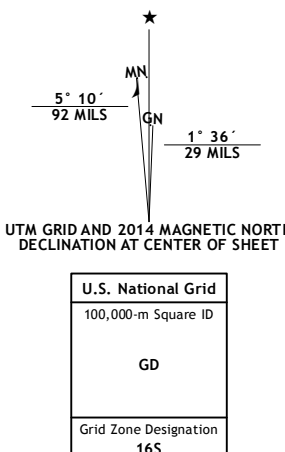 ★
MN
GN
5° 10´
92 MILS
1° 36´
29 MILS
UTM GRID AND 2014 MAGNETIC NORTH
DECLINATION AT CENTER OF SHEET
U.S. National Grid
100,000-m Square ID
GD
Grid Zone Designation
16S